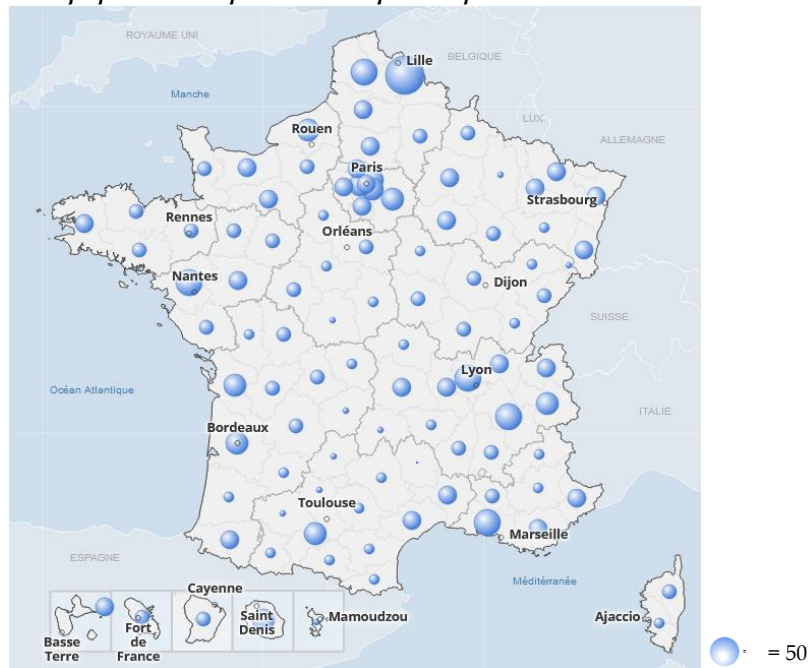 ROYAUME UNI
BELGIQUE
Lille
Manche
LUX.
Rouen
ALLEMAGNE
Paris
Strasbourg
Rennes
Orléans
Nantes
Dijon
SUISSE
Lyon
Océan Atlantique
ITALIE
Bordeaux
Toulouse
Marseille
ESPAGNE
Méditérranée
Cayenne
Saint
Denis
Mamoudzou
Ajaccio
Basse
Terre
Fort
de
France
= 50